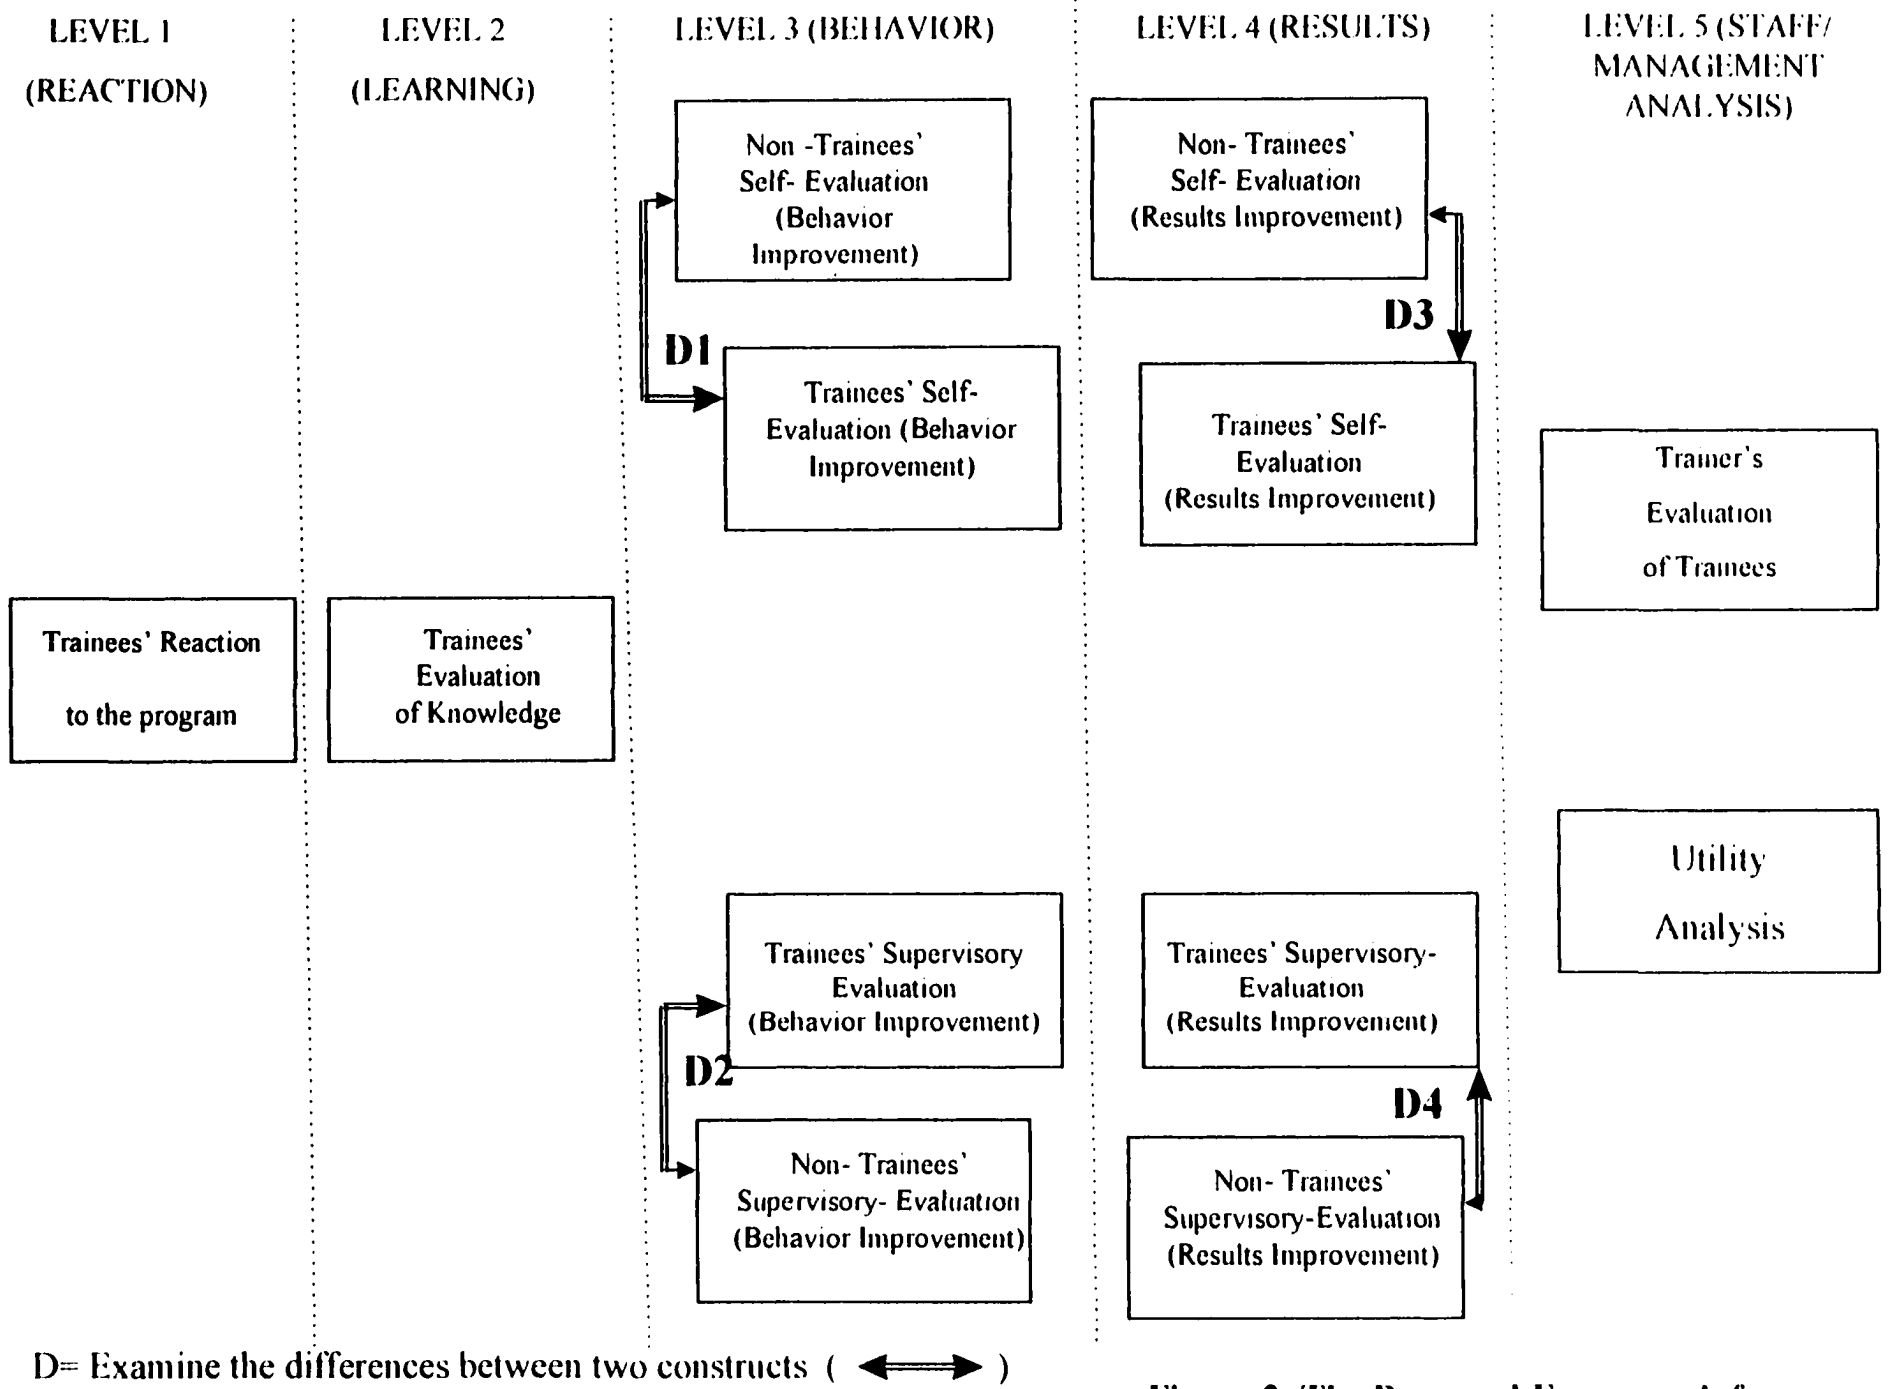 LEVEL 1
(REACTION)
LEVEL 2
(LEARNING)
LEVEL 3 (BEHAVIOR)
LEVEL 4 (RESULTS)
LEVEL 5 (STAFF/
MANAGEMENT
ANALYSIS)
Non -Trainees'
Self- Evaluation
(Behavior
Improvement)
Non- Trainees'
Self- Evaluation
(Results Improvement)
D1
D3
Trainees' Self-
Evaluation (Behavior
Improvement)
Trainees' Self-
Evaluation
(Results Improvement)
Trainer's
Evaluation
of Trainees
Trainees' Reaction
to the program
Trainees'
Evaluation
of Knowledge
Utility
Analysis
Trainees' Supervisory
Evaluation
(Behavior Improvement)
Trainees' Supervisory-
Evaluation
(Results Improvement)
D2
D4
Non- Trainees'
Supervisory- Evaluation
(Behavior Improvement)
Non- Trainees'
Supervisory-Evaluation
(Results Improvement)
D= Examine the differences between two constructs ( )